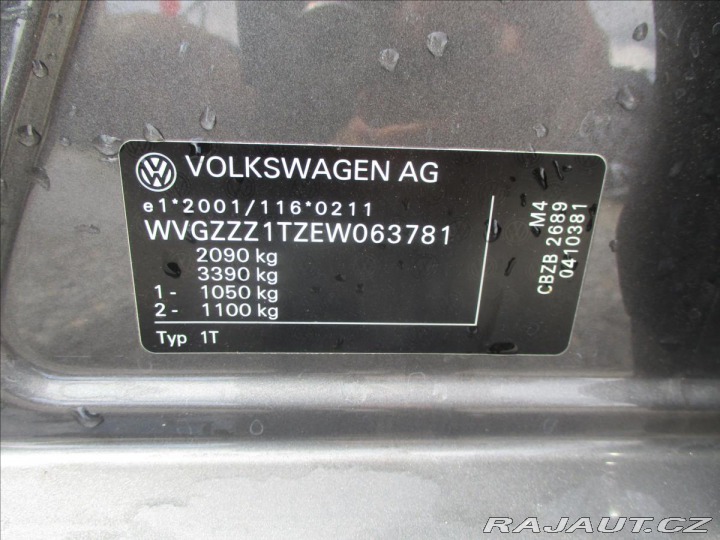 VOLKSWAGEN AG
e1*2001/116*0211
WVGZZZ1TZEW063781
2090 kg
3390 kg
1- 1050 kg
2- 1100 kg
Typ 1T
M4
CBZB 2689
0410381
RAJAUT.CZ